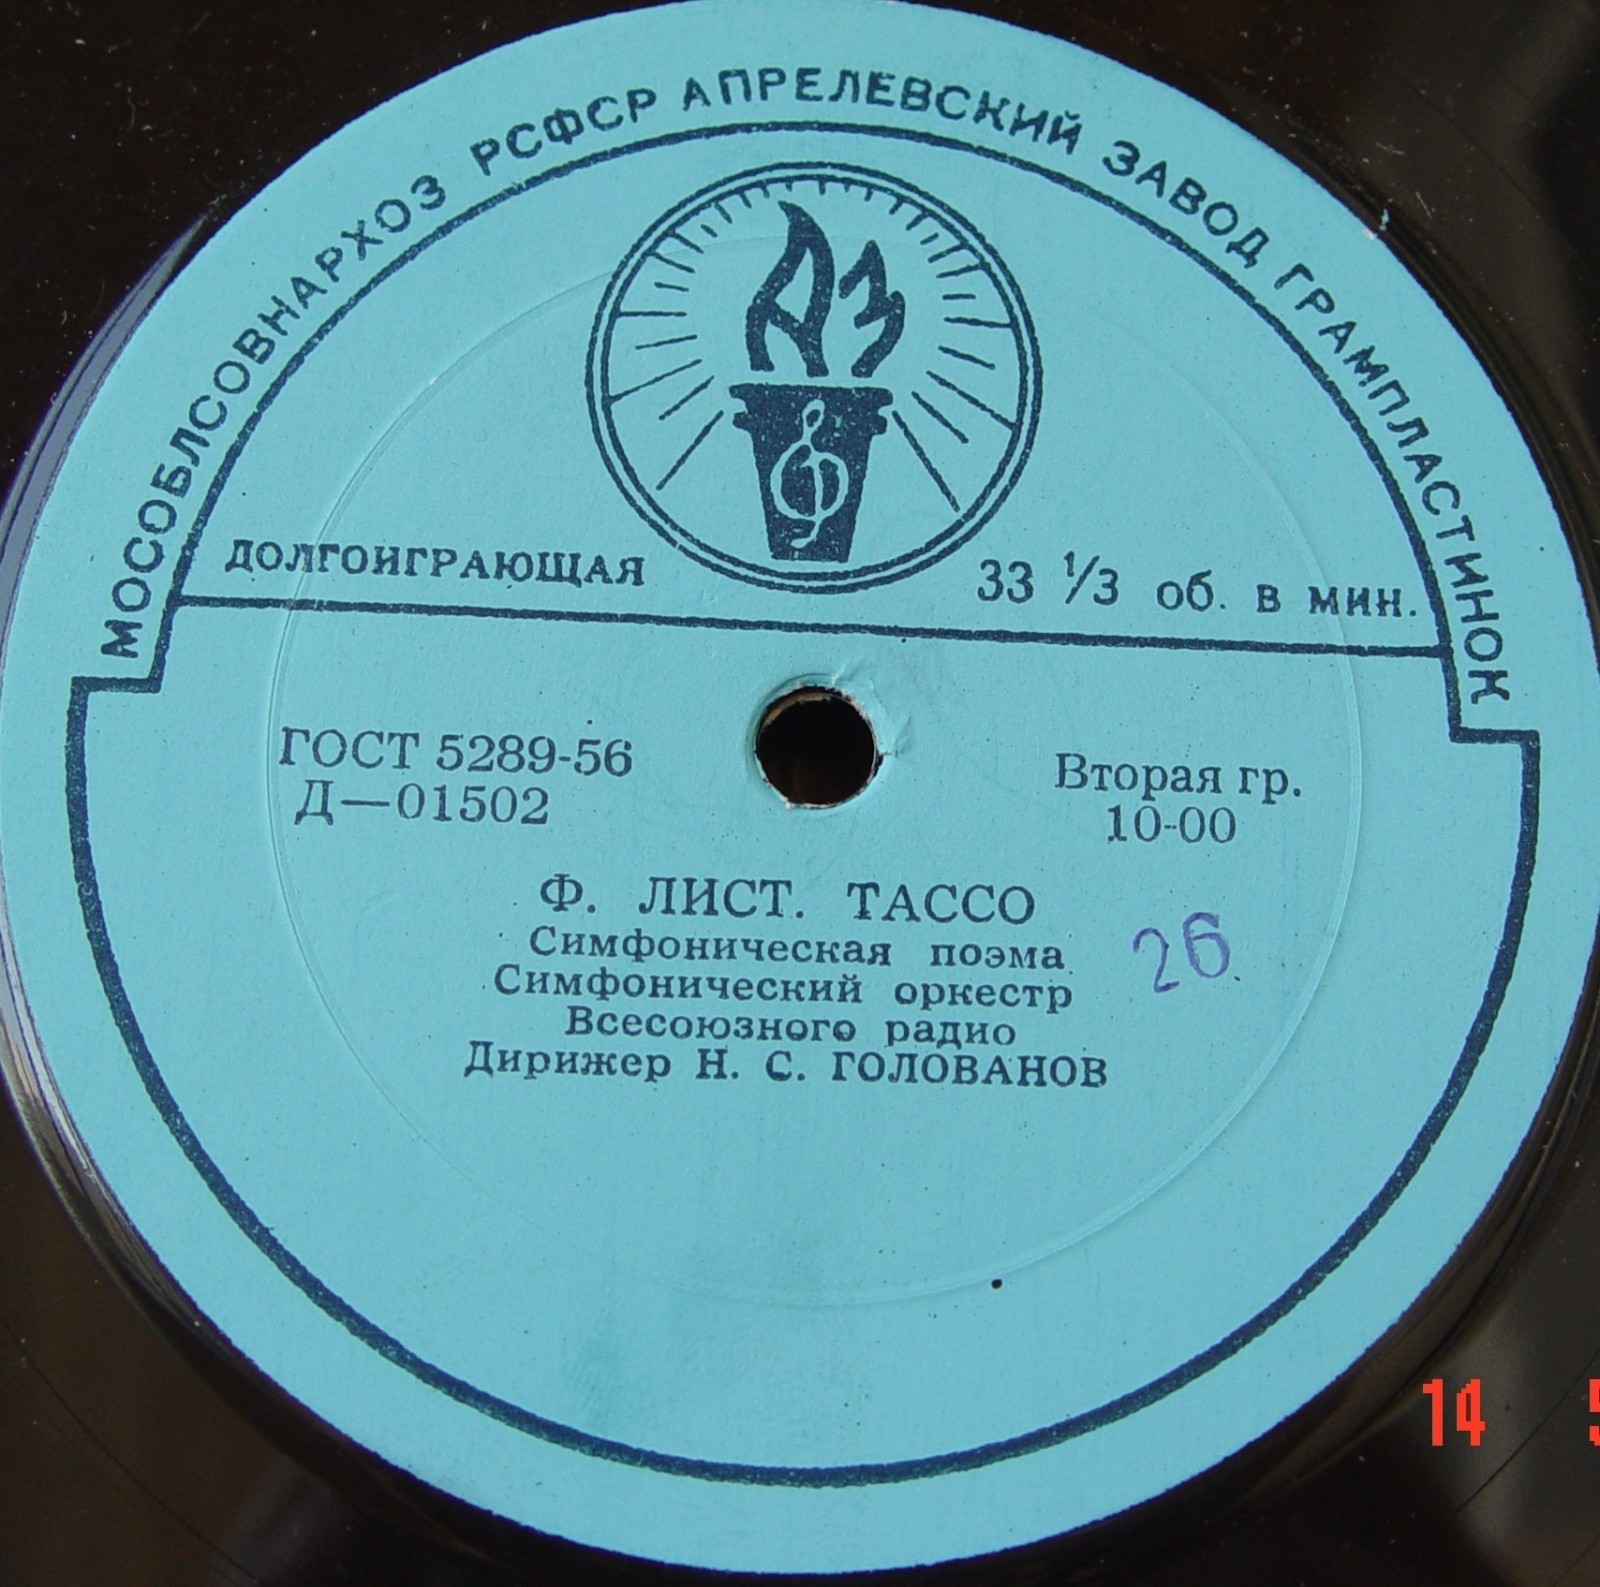 МОСОБЛСОВНАРХОЗ РСФСР АПРЕЛЕВСКИЙ ЗАВОД ГРАМПЛАСТИНОК
АЗ
ДОЛГОИГРАЮЩАЯ
33 1/3 об. в мин.
ГОСТ 5289-56
Д—01502
Вторая гр.
10-00
Ф. ЛИСТ. ТАССО
Симфоническая поэма
Симфонический оркестр
Всесоюзного радио
Дирижер Н. С. ГОЛОВАНОВ
26
14